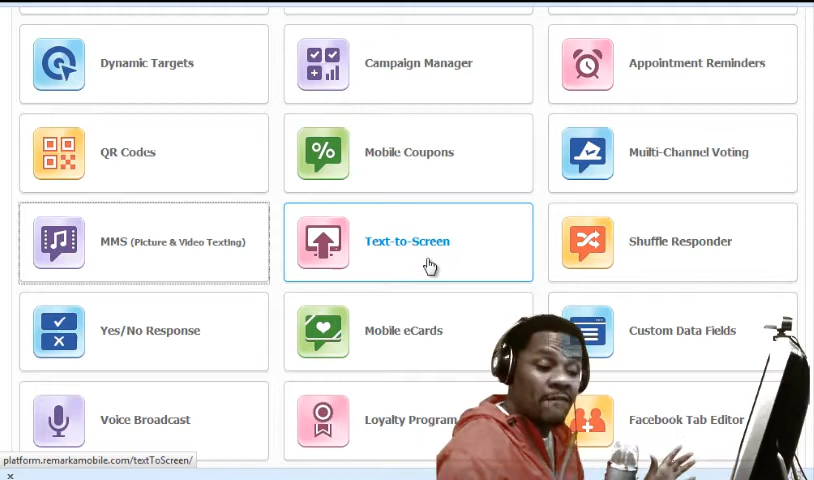 Dynamic Targets
Campaign Manager
Appointment Reminders
QR Codes
%
Mobile Coupons
Muilti-Channel Voting
MMS (Picture & Video Texting)
Text-to-Screen
Shuffle Responder
Yes/No Response
Mobile eCards
Custom Data Fields
Voice Broadcast
Loyalty Program
Facebook Tab Editor
platform.remarkamobile.com/textToScreen/